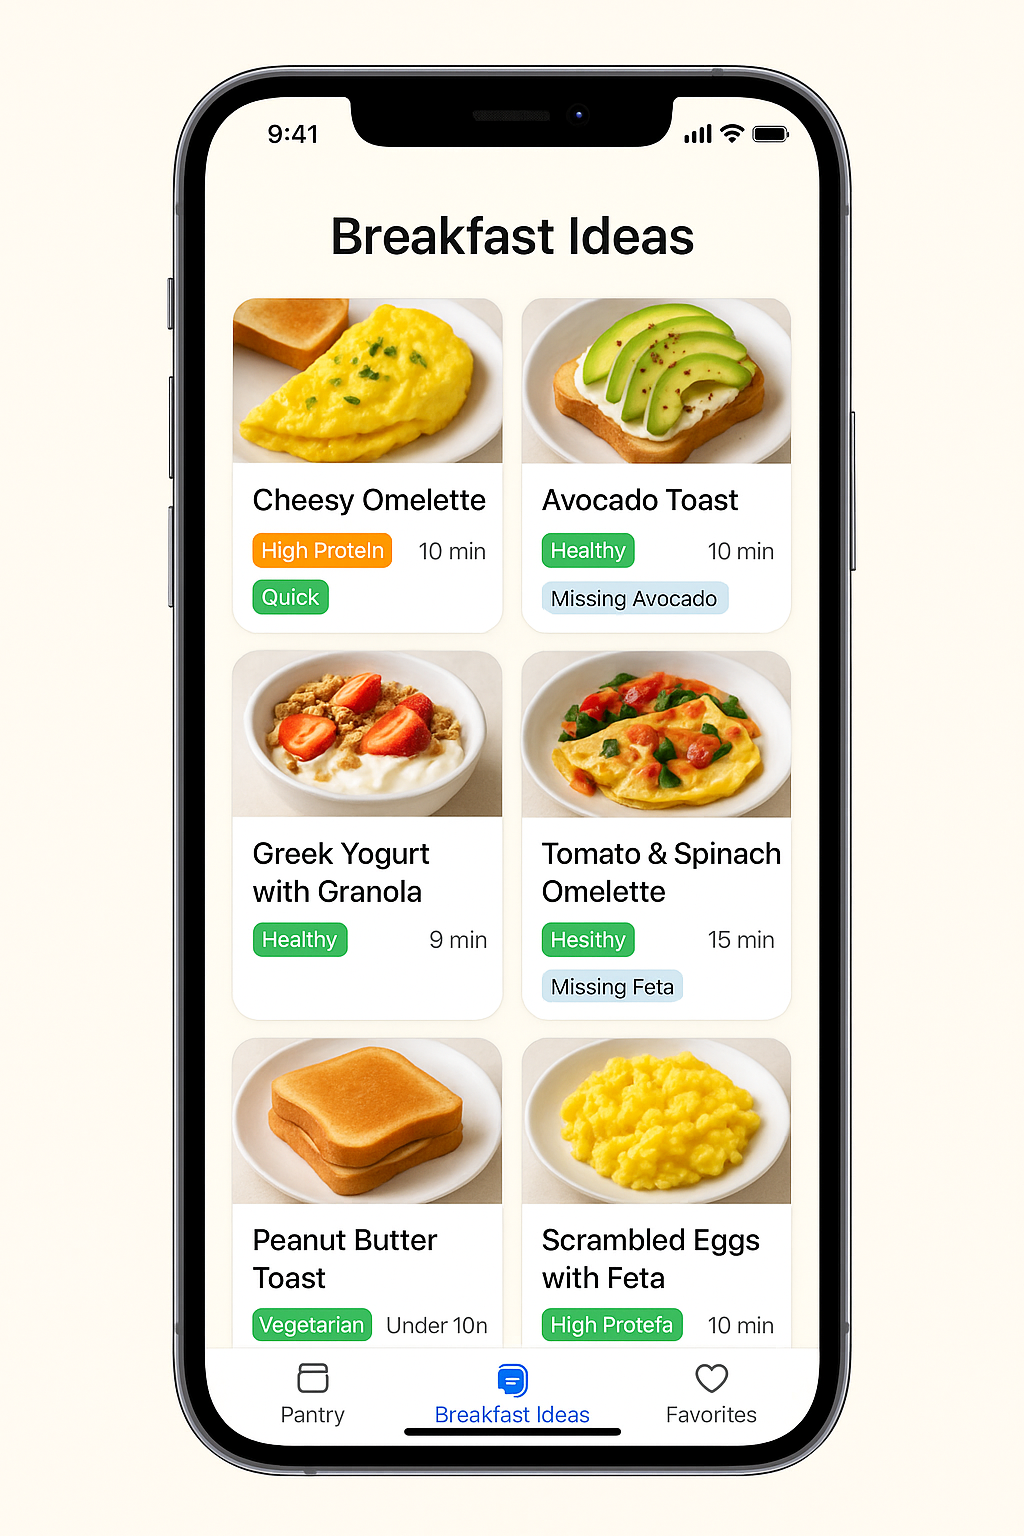 9:41
Breakfast Ideas
Cheesy Omelette
High Proteln 10 min
Quick
Avocado Toast
Healthy 10 min
Missing Avocado
Greek Yogurt
with Granola
Healthy 9 min
Tomato & Spinach
Omelette
Hesithy 15 min
Missing Feta
Peanut Butter
Toast
Vegetarian Under 10n
Scrambled Eggs
with Feta
High Protefa 10 min
Pantry
Breakfast Ideas
Favorites